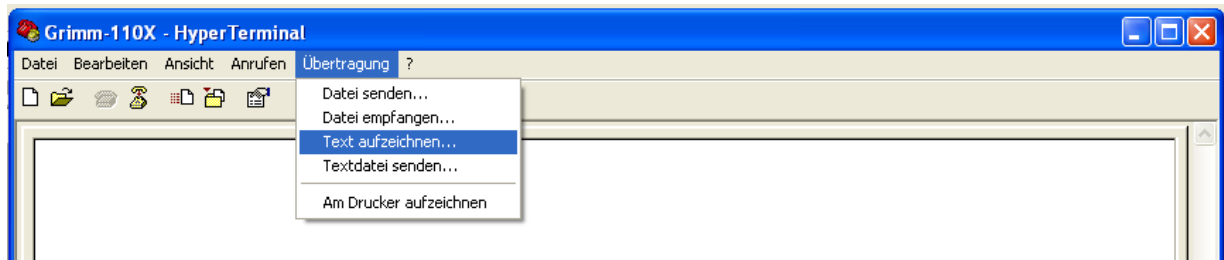 Grimm-110X - HyperTerminal
Datei Bearbeiten Ansicht Anrufen Übertragung ?
Datei senden...
Datei empfangen...
Text aufzeichnen...
Textdatei senden...
Am Drucker aufzeichnen